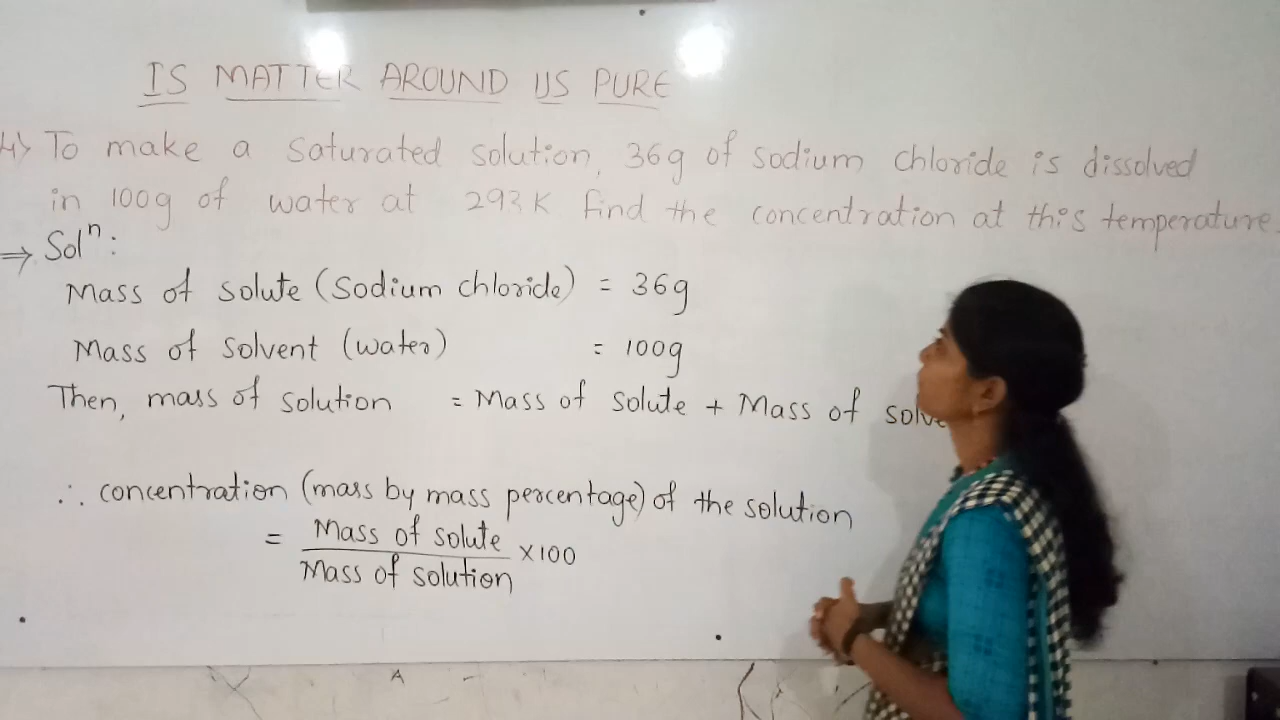 IS MATTER AROUND US PURE
4) To make a saturated solution, 36g of sodium chloride is dissolved
in 100g of water at 293K find the concentration at this temperature.
⇒ Solⁿ:
Mass of solute (sodium chloride) = 36g
Mass of solvent (water) = 100g
Then, mass of solution = Mass of solute + Mass of
∴ concentration (mass by mass percentage) of the solution
= Mass of solute
Mass of solution
×100
A